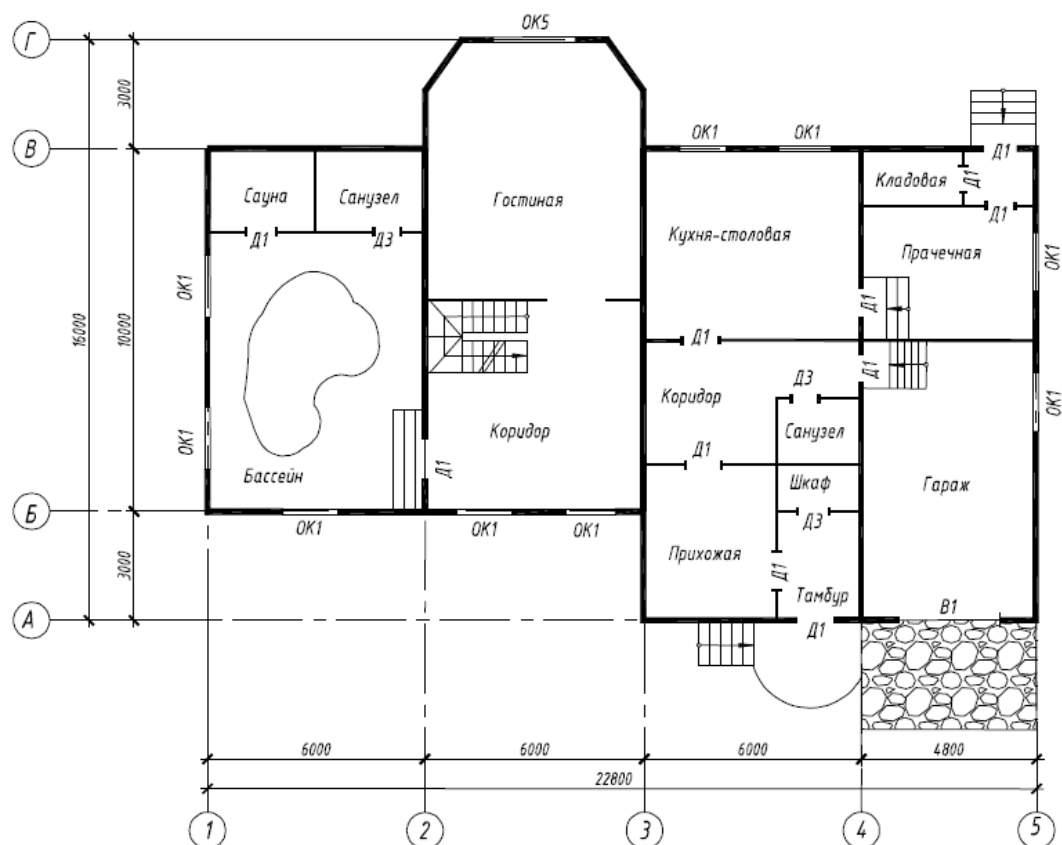 ОК5
Г
3000
В
ОК1 ОК1
Д1
Сауна Санузел Гостиная Кладовая Д1
Д1 Д3 Кухня-столовая Д1
Прачечная
ОК1 ОК1
16000 10000 Д1
Д1 Д1
Д3
Коридор ОК1
ОК1 Коридор Санузел
Д1
Бассейн Д1 Шкаф Гараж
Б
ОК1 ОК1 ОК1 Д3
3000 Прихожая Д1
Тамбур В1
А
Д1
6000 6000 6000 4800
22800
1 2 3 4 5